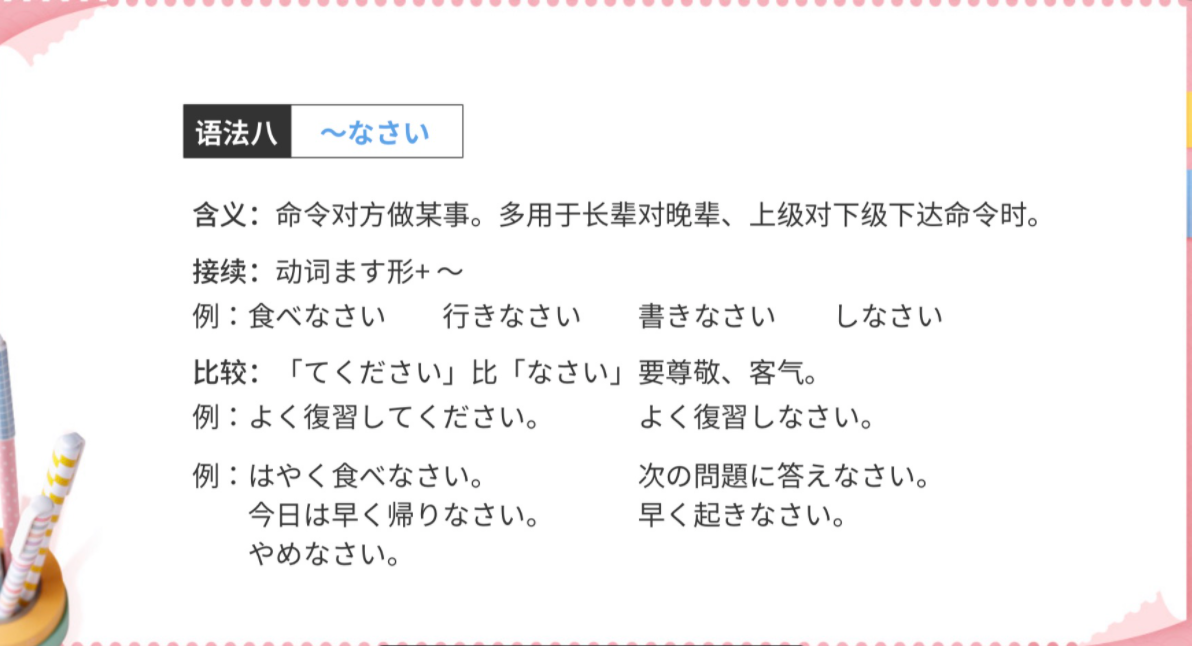 语法八 ～なさい
含义：命令对方做某事。多用于长辈对晚辈、上级对下级下达命令时。
接续：动词ます形+～
例：食べなさい 行きなさい 書きなさい しなさい
比较：「てください」比「なさい」要尊敬、客气。
例：よく復習してください。 よく復習しなさい。
例：はやく食べなさい。 次の問題に答えなさい。
今日は早く帰りなさい。 早く起きなさい。
やめなさい。